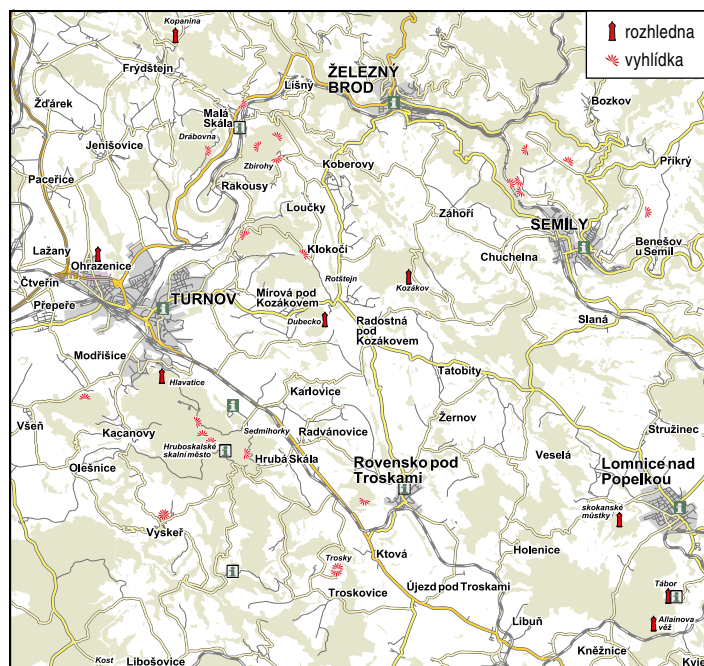 Kopanina
rozhledna
vyhlídka
Frýdštejn
Líšný
ŽELEZNÝ
BROD
Bozkov
Žďárek
Malá
Skála
Drábovna
Jenišovice
Zbirohy
Koberovy
Příkrý
Paceřice
Rakousy
Loučky
Záhoří
SEMILY
Lažany
Klokočí
Chuchelna
Benešov
u Semil
Ohrazenice
Rotštejn
Kozákov
Čtveřín
Přepeře
TURNOV
Mírová pod
Kozákovem
Dubecko
Radostná
pod
Kozákovem
Slaná
Modřišice
Tatobity
Hlavatice
Karlovice
Všeň
Kacanovy
Sedmihorky
Radvánovice
Žernov
Stružinec
Hruboskalské
skalní město
Hrubá Skála
Olešnice
Rovensko pod
Troskami
Veselá
Lomnice nad
Popelkou
skokanské
můstky
Vyskeř
Ktová
Holenice
Trosky
Troskovice
Újezd pod Troskami
Tábor
Libuň
Allainova
věž
Kost
Libošovice
Kněžnice
Kvie